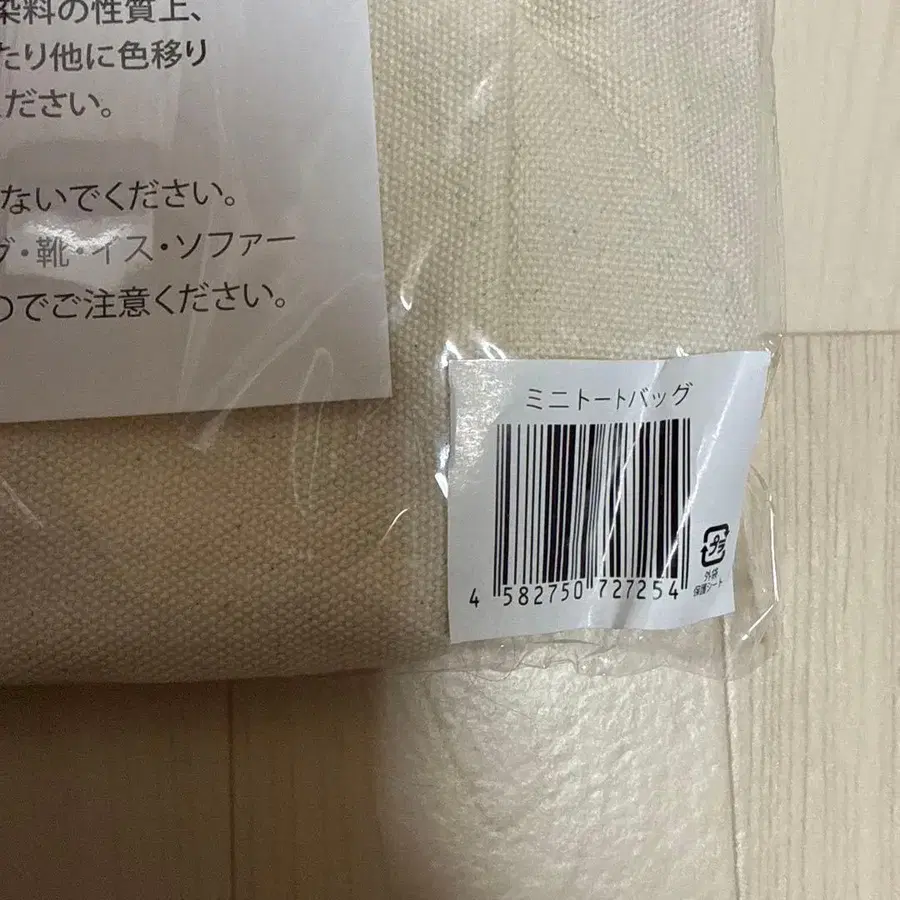 染料の性質上、
たり他に色移り
ください。
ないでください。
グ・靴・イス・ソファー
のでご注意ください。
ミニトートバッグ
4 582750 727254
プラ
外袋
保護シート